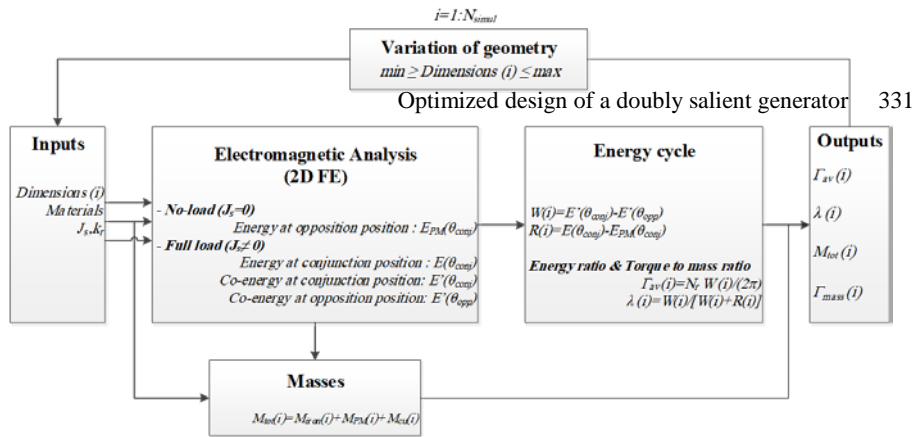 i=1:N_simul
Variation of geometry
min ≥ Dimensions (i) ≤ max
Optimized design of a doubly salient generator 331
Inputs
Dimensions (i)
Materials
J_s,k_r
Electromagnetic Analysis
(2D FE)
- No-load (J_s=0)
Energy at opposition position : E_PM(θ_conj)
- Full load (J_s≠ 0)
Energy at conjunction position : E(θ_conj)
Co-energy at conjunction position: E'(θ_conj)
Co-energy at opposition position: E'(θ_opp)
Energy cycle
W(i)=E'(θ_conj)-E'(θ_opp)
R(i)=E(θ_conj)-E_PM(θ_conj)
Energy ratio & Torque to mass ratio
Γ_av(i)=N_r W(i)/(2π)
λ(i)=W(i)/[W(i)+R(i)]
Outputs
Γ_av(i)
λ(i)
M_tot(i)
Γ_mass(i)
Masses
M_tot(i)=M_iron(i)+M_PM(i)+M_cu(i)